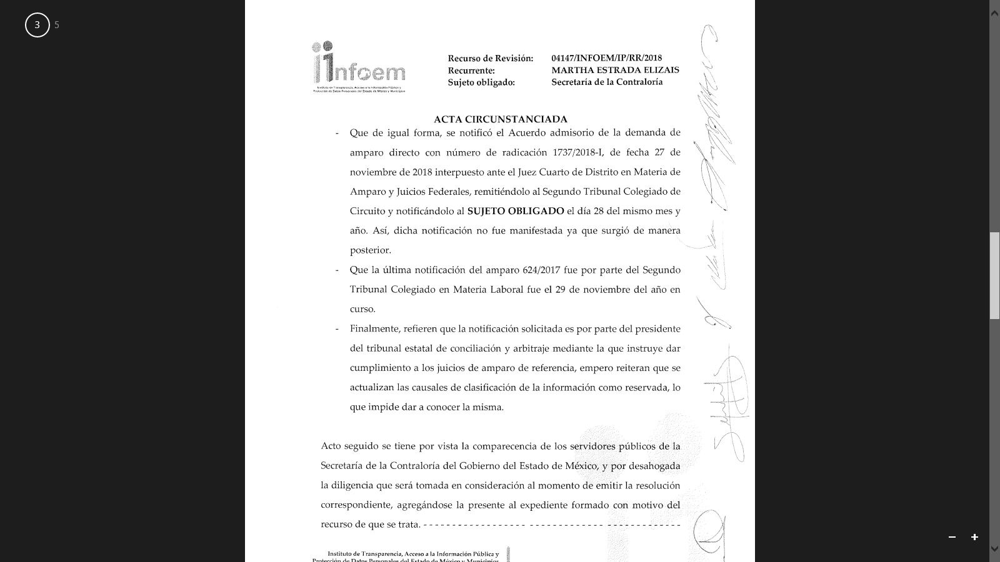 3 5
infoem
Instituto de Transparencia, Acceso a la Información Pública y
Protección de Datos Personales del Estado de México y Municipios
Recurso de Revisión: 04147/INFOEM/IP/RR/2018
Recurrente: MARTHA ESTRADA ELIZAIS
Sujeto obligado: Secretaría de la Contraloría
ACTA CIRCUNSTANCIADA
- Que de igual forma, se notificó el Acuerdo admisorio de la demanda de
amparo directo con número de radicación 1737/2018-I, de fecha 27 de
noviembre de 2018 interpuesto ante el Juez Cuarto de Distrito en Materia de
Amparo y Juicios Federales, remitiéndolo al Segundo Tribunal Colegiado de
Circuito y notificándolo al SUJETO OBLIGADO el día 28 del mismo mes y
año. Así, dicha notificación no fue manifestada ya que surgió de manera
posterior.
- Que la última notificación del amparo 624/2017 fue por parte del Segundo
Tribunal Colegiado en Materia Laboral fue el 29 de noviembre del año en
curso.
- Finalmente, refieren que la notificación solicitada es por parte del presidente
del tribunal estatal de conciliación y arbitraje mediante la que instruye dar
cumplimiento a los juicios de amparo de referencia, empero reiteran que se
actualizan las causales de clasificación de la información como reservada, lo
que impide dar a conocer la misma.
Acto seguido se tiene por vista la comparecencia de los servidores públicos de la
Secretaría de la Contraloría del Gobierno del Estado de México, y por desahogada
la diligencia que será tomada en consideración al momento de emitir la resolución
correspondiente, agregándose la presente al expediente formado con motivo del
recurso de que se trata. - - - - - - - - - - - - - - - - - - - - - - - - - - - - - - - - - - - - - - - - - - -
Instituto de Transparencia, Acceso a la Información Pública y
Protección de Datos Personales del Estado de México y Municipios